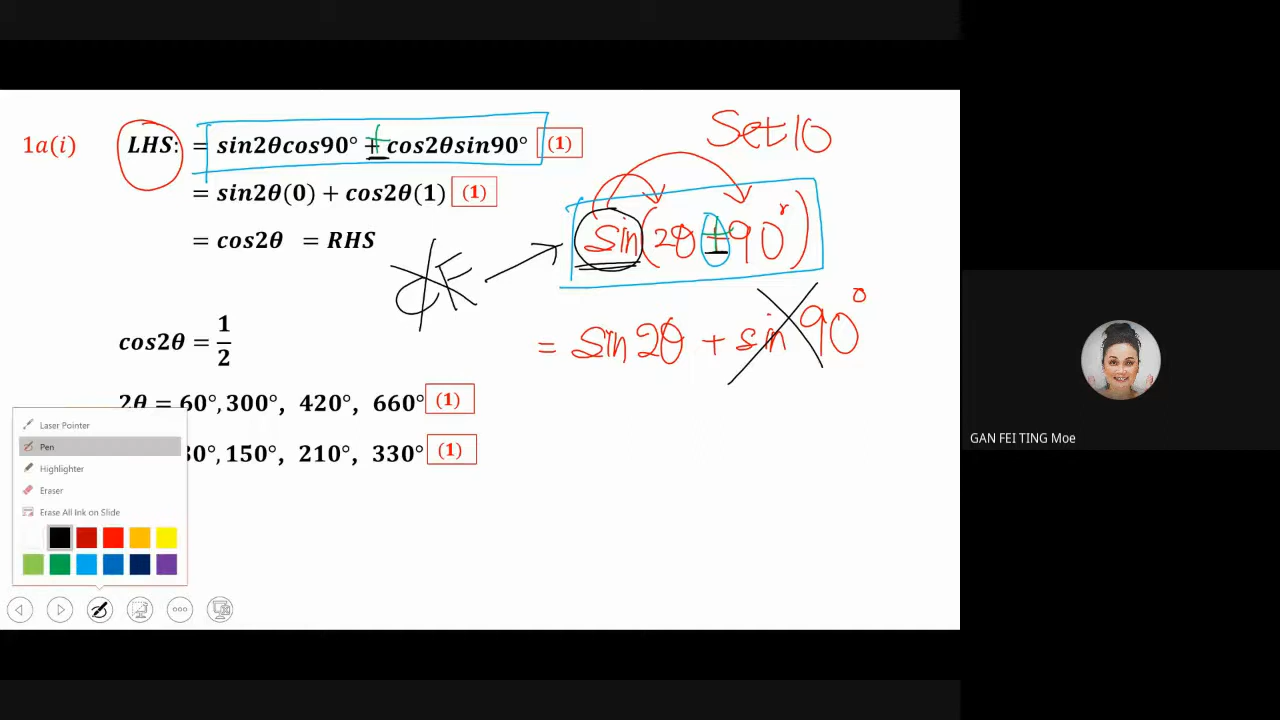 Set 10
1a(i) LHS: = sin2θcos90° + cos2θsin90° (1)
= sin2θ(0) + cos2θ(1) (1)
= cos2θ = RHS
sin(2θ + 90°)
cos2θ = 1/2
= sin 2θ + sin 90°
2θ = 60°, 300°, 420°, 660° (1)
30°, 150°, 210°, 330° (1)
Laser Pointer
Pen
Highlighter
Eraser
Erase All Ink on Slide
GAN FEI TING Moe